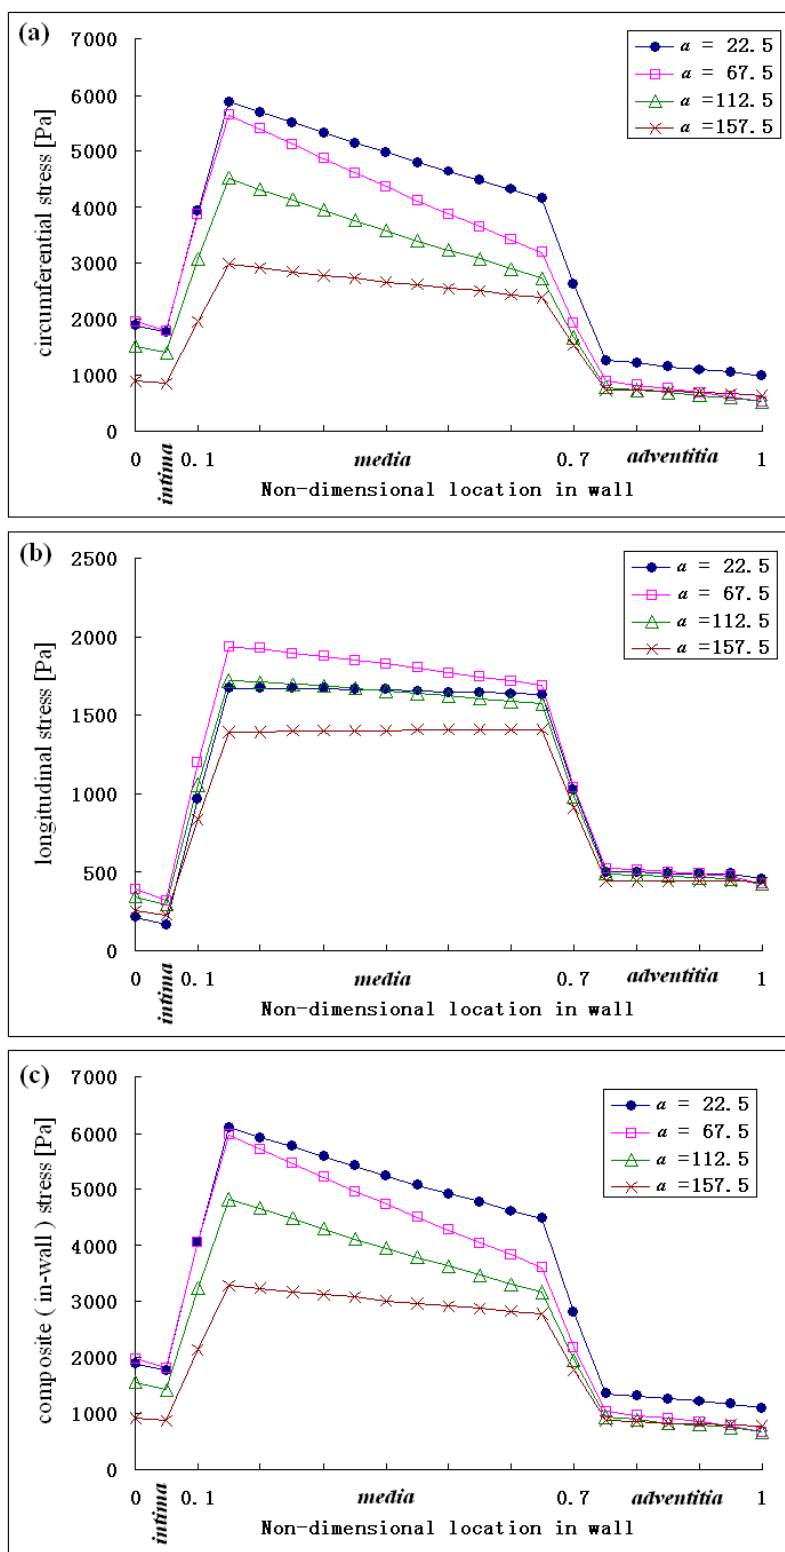 (a)
7000
6000
5000
4000
3000
2000
1000
0
circumferential stress [Pa]
a = 22.5
a = 67.5
a =112.5
a =157.5
0 0.1 0.7 1
intima media adventitia
Non-dimensional location in wall
(b)
2500
2000
1500
1000
500
0
longitudinal stress [Pa]
a = 22.5
a = 67.5
a =112.5
a =157.5
0 0.1 0.7 1
intima media adventitia
Non-dimensional location in wall
(c)
7000
6000
5000
4000
3000
2000
1000
0
composite ( in-wall ) stress [Pa]
a = 22.5
a = 67.5
a =112.5
a =157.5
0 0.1 0.7 1
intima media adventitia
Non-dimensional location in wall